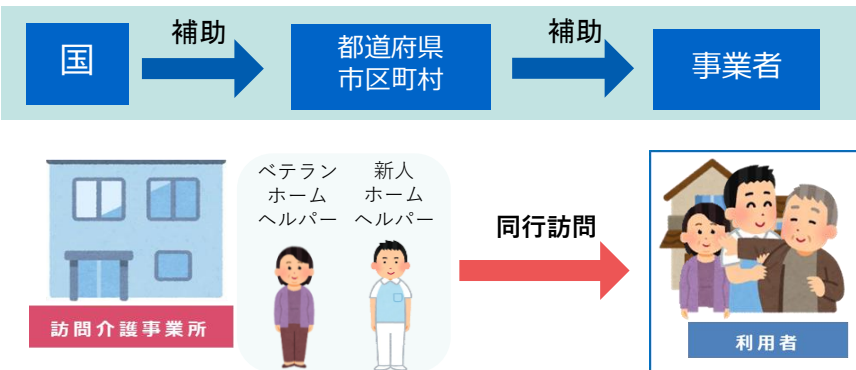 国
補助
都道府県
市区町村
補助
事業者
ベテラン
ホーム
ヘルパー
新人
ホーム
ヘルパー
同行訪問
訪問介護事業所
利用者